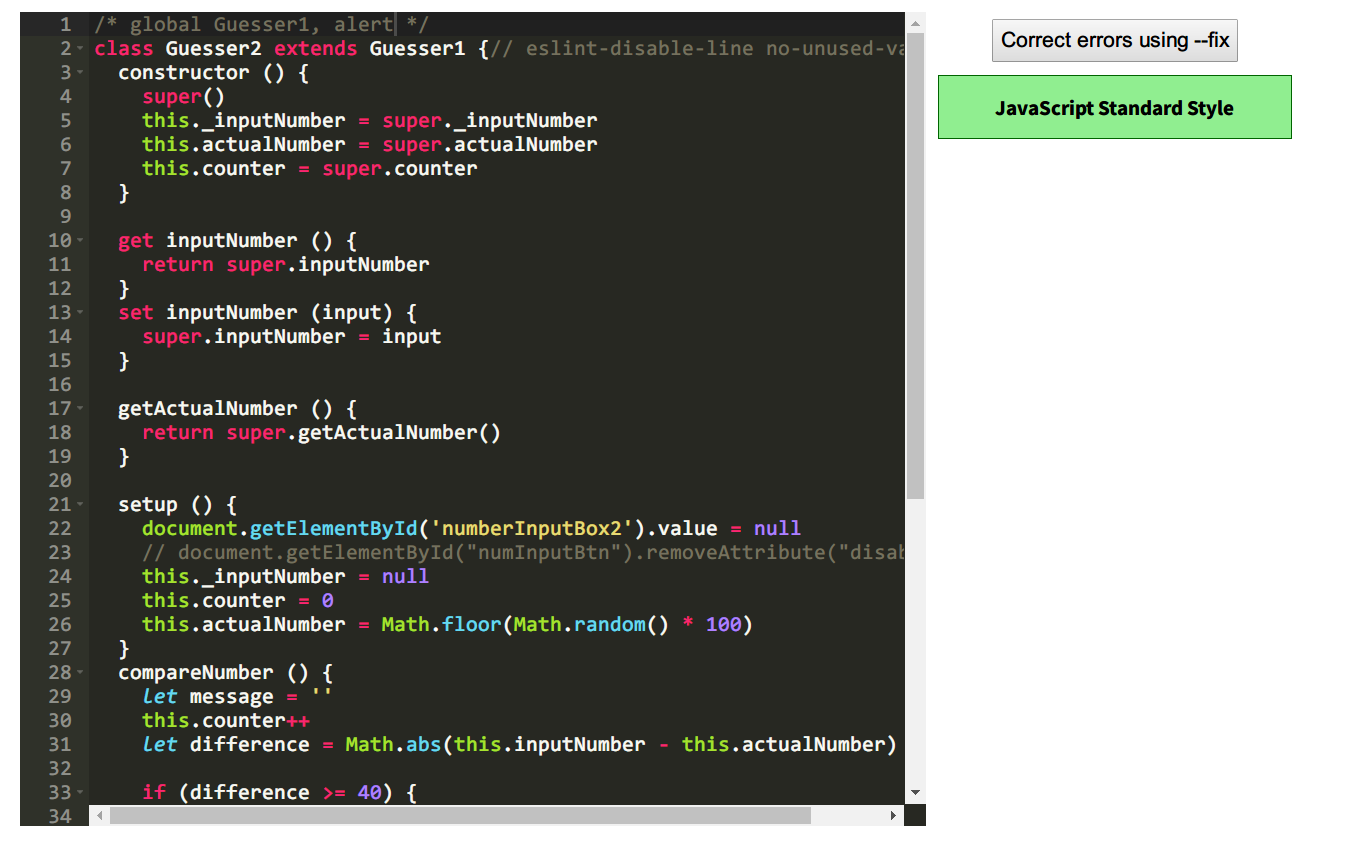 1 /* global Guesser1, alert */
2 class Guesser2 extends Guesser1 {// eslint-disable-line no-unused-va
3   constructor () {
4     super()
5     this._inputNumber = super._inputNumber
6     this.actualNumber = super.actualNumber
7     this.counter = super.counter
8   }
9
10   get inputNumber () {
11     return super.inputNumber
12   }
13   set inputNumber (input) {
14     super.inputNumber = input
15   }
16
17   getActualNumber () {
18     return super.getActualNumber()
19   }
20
21   setup () {
22     document.getElementById('numberInputBox2').value = null
23     // document.getElementById("numInputBtn").removeAttribute("disab
24     this._inputNumber = null
25     this.counter = 0
26     this.actualNumber = Math.floor(Math.random() * 100)
27   }
28   compareNumber () {
29     let message = ''
30     this.counter++
31     let difference = Math.abs(this.inputNumber - this.actualNumber)
32
33     if (difference >= 40) {
34
Correct errors using --fix
JavaScript Standard Style